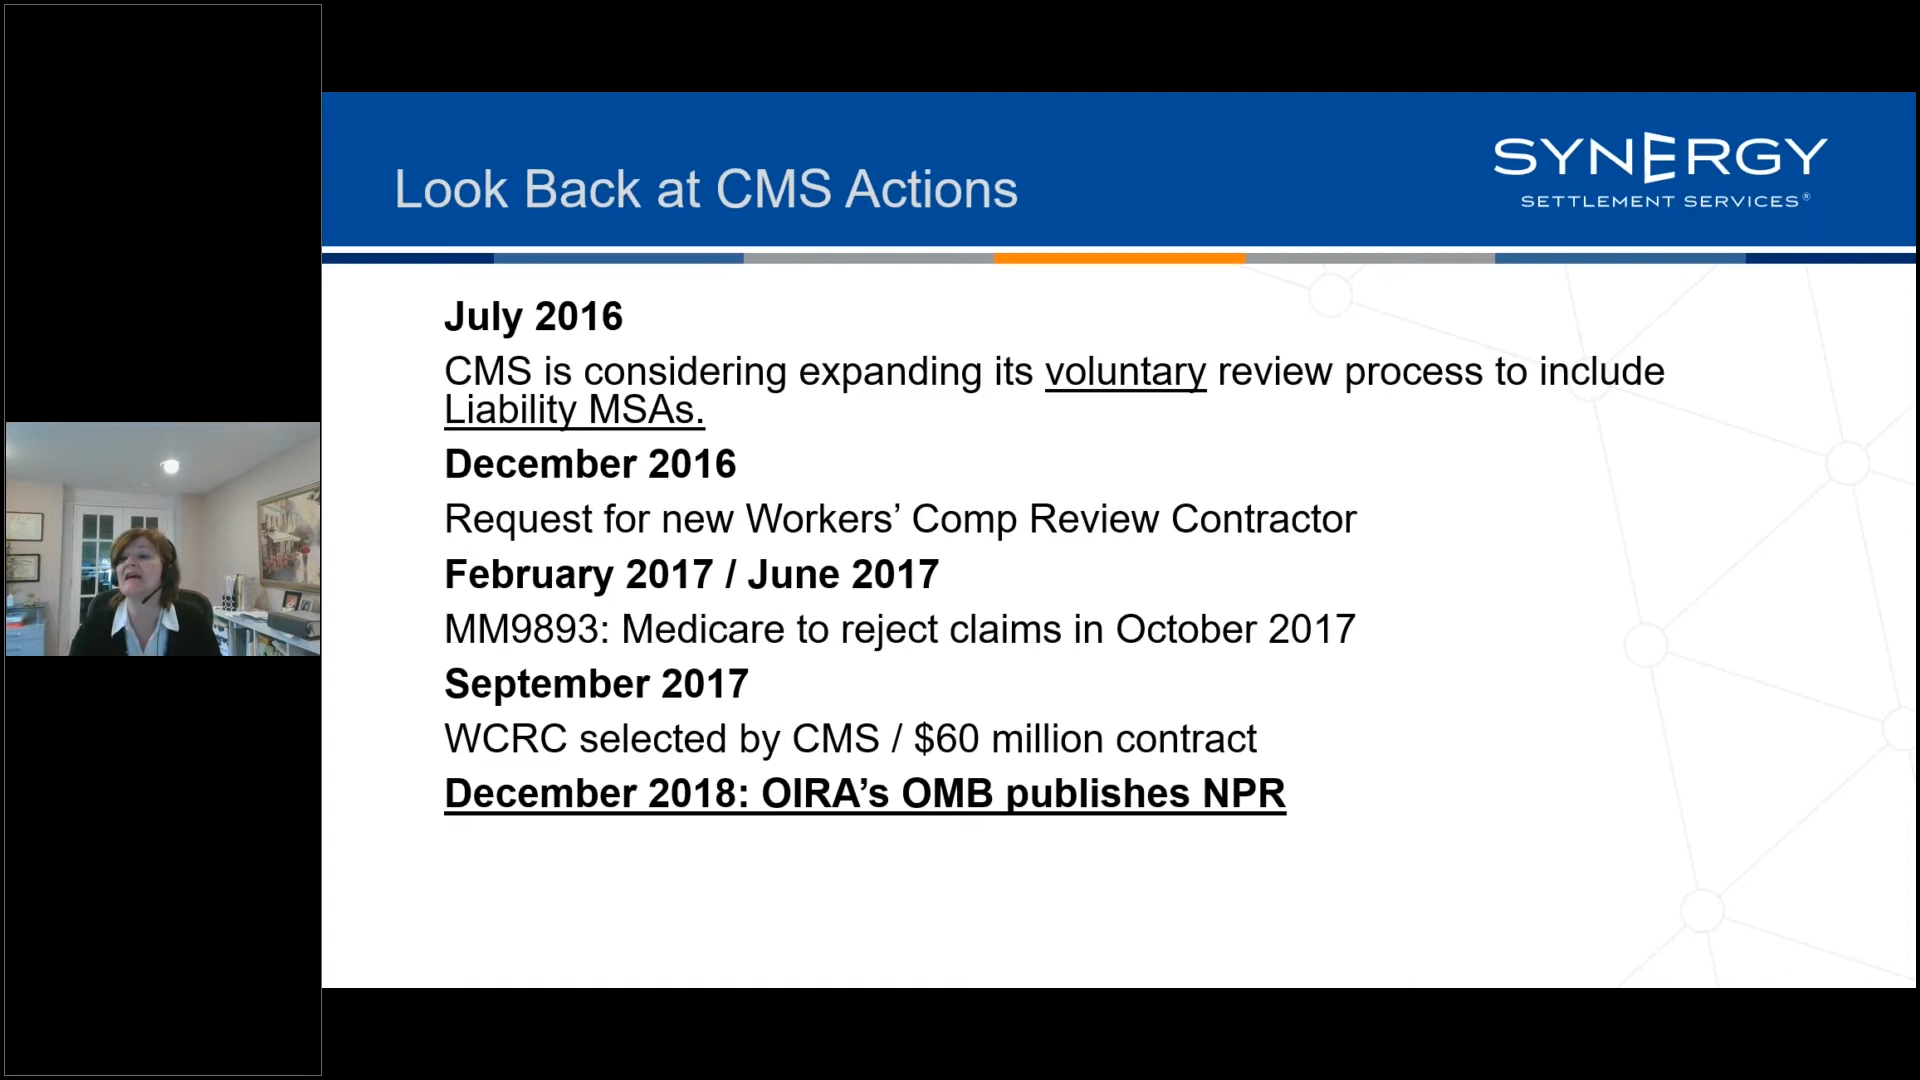 Look Back at CMS Actions
SYNERGY
SETTLEMENT SERVICES®
July 2016
CMS is considering expanding its voluntary review process to include
Liability MSAs.
December 2016
Request for new Workers’ Comp Review Contractor
February 2017 / June 2017
MM9893: Medicare to reject claims in October 2017
September 2017
WCRC selected by CMS / $60 million contract
December 2018: OIRA’s OMB publishes NPR